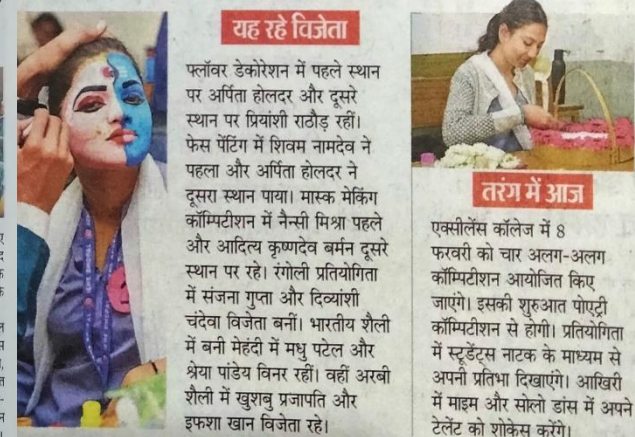 यह रहे विजेता
फ्लॉवर डेकोरेशन में पहले स्थान
पर अर्पिता होलदर और दूसरे
स्थान पर प्रियांशी राठौड़ रहीं।
फेस पेंटिंग में शिवम नामदेव ने
पहला और अर्पिता होलदर ने
दूसरा स्थान पाया। मास्क मेकिंग
कॉम्पिटीशन में नैन्सी मिश्रा पहले
और आदित्य कृष्णदेव बर्मन दूसरे
स्थान पर रहे। रंगोली प्रतियोगिता
में संजना गुप्ता और दिव्यांशी
चंदेवा विजेता बनीं। भारतीय शैली
में बनी मेहंदी में मधु पटेल और
श्रेया पांडेय विनर रहीं। वहीं अरबी
शैली में खुशबु प्रजापति और
इफशा खान विजेता रहे।
तरंग में आज
एक्सीलेंस कॉलेज में 8
फरवरी को चार अलग-अलग
कॉम्पिटीशन आयोजित किए
जाएंगे। इसकी शुरुआत पोएट्री
कॉम्पिटीशन से होगी। प्रतियोगिता
में स्टूडेंट्स नाटक के माध्यम से
अपनी प्रतिभा दिखाएंगे। आखिरी
में माइम और सोलो डांस में अपने
टेलेंट को शोकेस करेंगे।